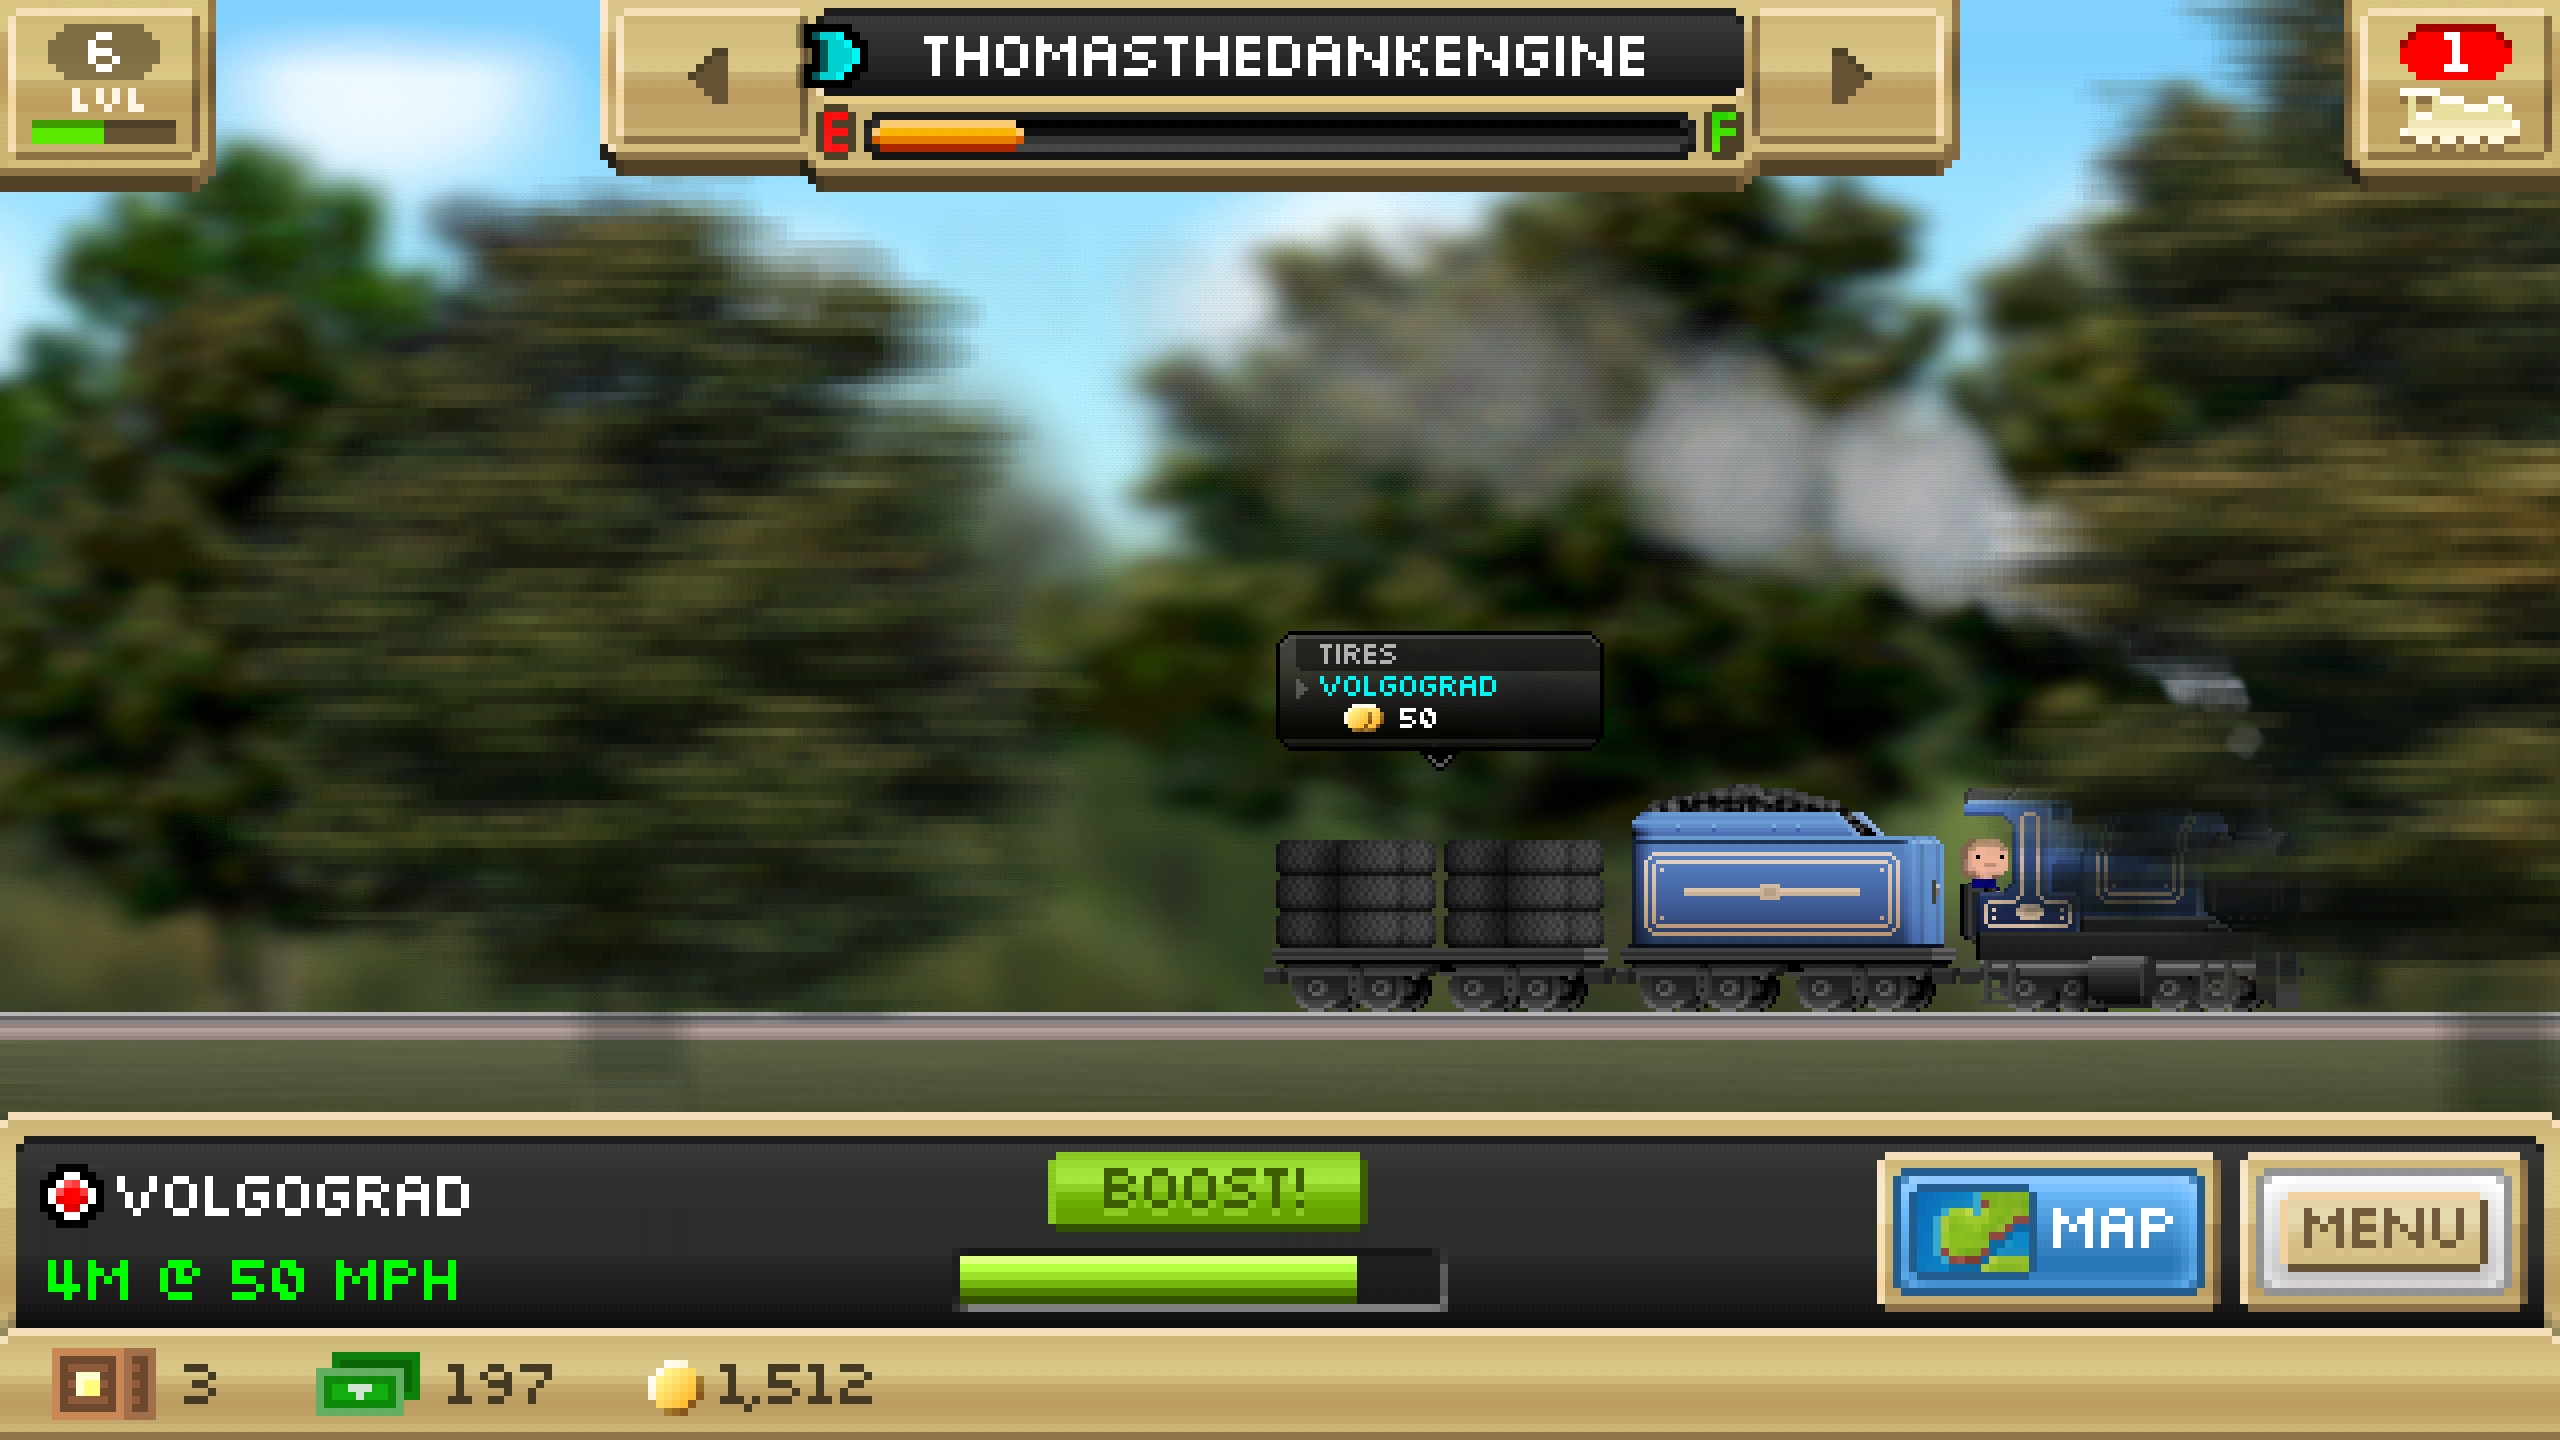 6
LVL
THOMASTHEDANKENGINE
E F
1
TIRES
VOLGOGRAD
50
VOLGOGRAD
4M @ 50 MPH
BOOST!
MAP
MENU
3 197 1,512